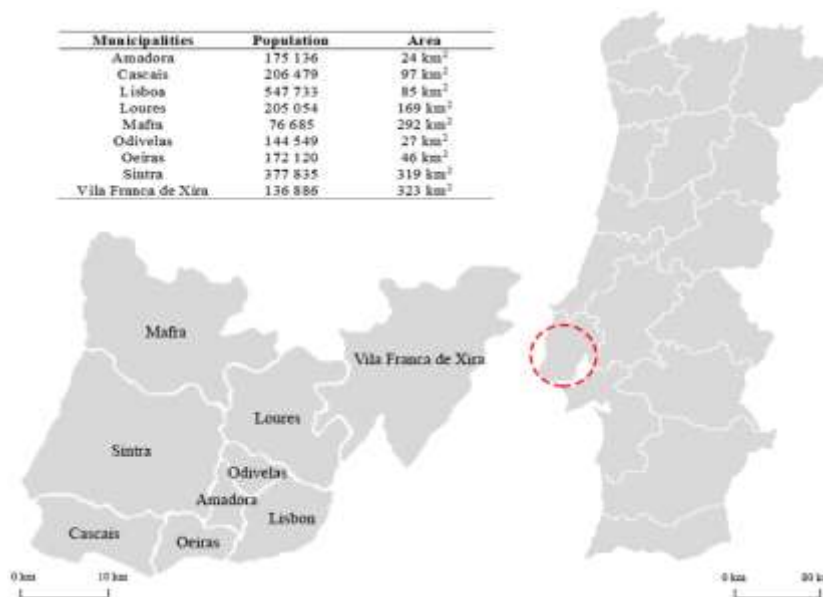 Municipalities Population Area
Amadora 175 136 24 km²
Cascais 206 479 97 km²
Lisboa 547 733 85 km²
Loures 205 054 169 km²
Mafra 76 685 292 km²
Odivelas 144 549 27 km²
Oeiras 172 120 46 km²
Sintra 377 835 319 km²
Vila Franca de Xira 136 886 323 km²
Mafra
Vila Franca de Xira
Loures
Sintra
Odivelas
Amadora
Lisbon
Cascais
Oeiras
0 km 10 km
0 km 80 k